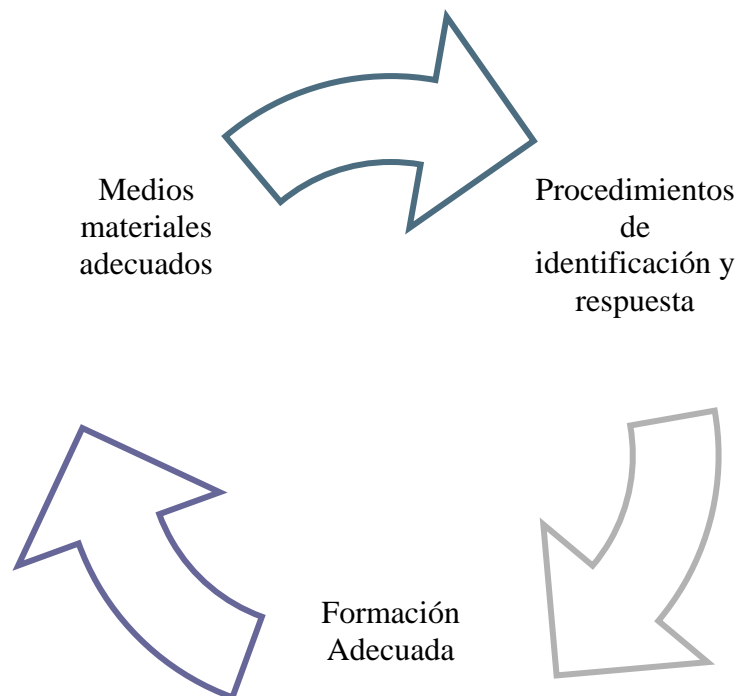 Medios
materiales
adecuados
Procedimientos
de
identificación y
respuesta
Formación
Adecuada